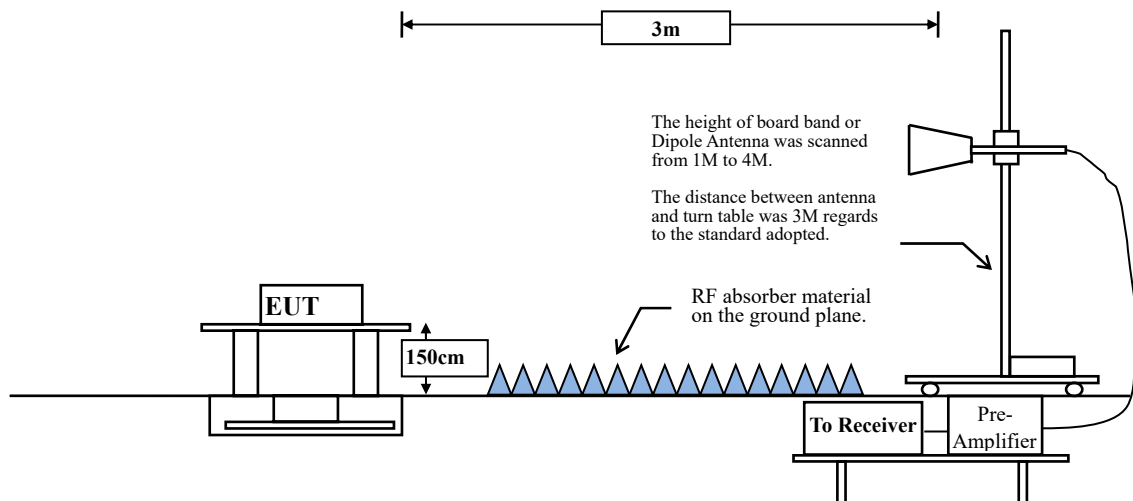 3m
The height of board band or
Dipole Antenna was scanned
from 1M to 4M.
The distance between antenna
and turn table was 3M regards
to the standard adopted.
EUT
RF absorber material
on the ground plane.
150cm
To Receiver
Pre-
Amplifier